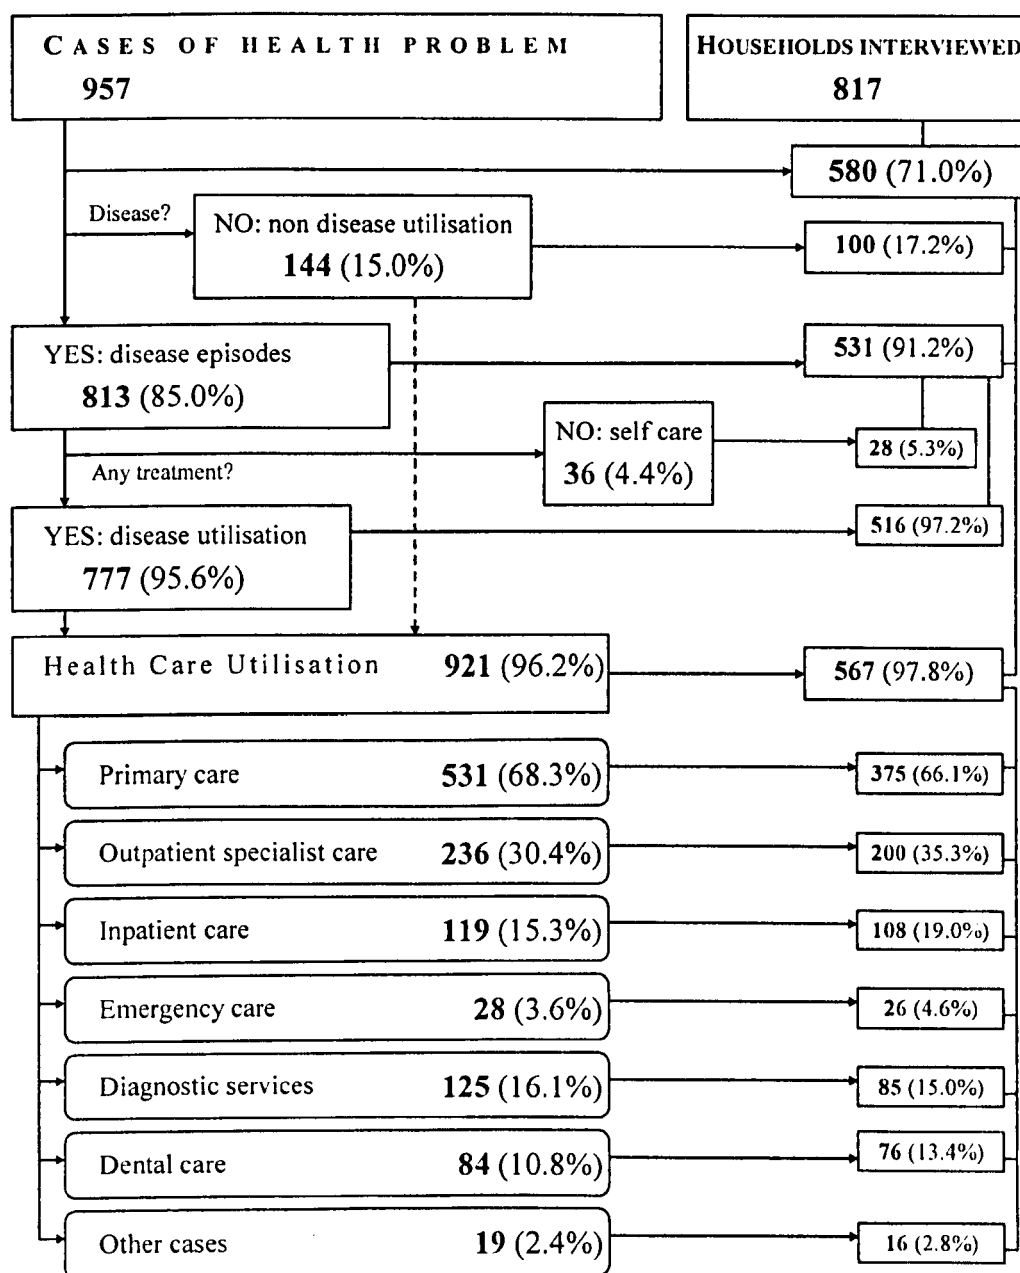 CASES OF HEALTH PROBLEM
957
HOUSEHOLDS INTERVIEWED
817
580 (71.0%)
Disease?
NO: non disease utilisation
144 (15.0%)
100 (17.2%)
YES: disease episodes
813 (85.0%)
531 (91.2%)
NO: self care
36 (4.4%)
28 (5.3%)
Any treatment?
YES: disease utilisation
777 (95.6%)
516 (97.2%)
Health Care Utilisation 921 (96.2%)
567 (97.8%)
Primary care 531 (68.3%)
375 (66.1%)
Outpatient specialist care 236 (30.4%)
200 (35.3%)
Inpatient care 119 (15.3%)
108 (19.0%)
Emergency care 28 (3.6%)
26 (4.6%)
Diagnostic services 125 (16.1%)
85 (15.0%)
Dental care 84 (10.8%)
76 (13.4%)
Other cases 19 (2.4%)
16 (2.8%)